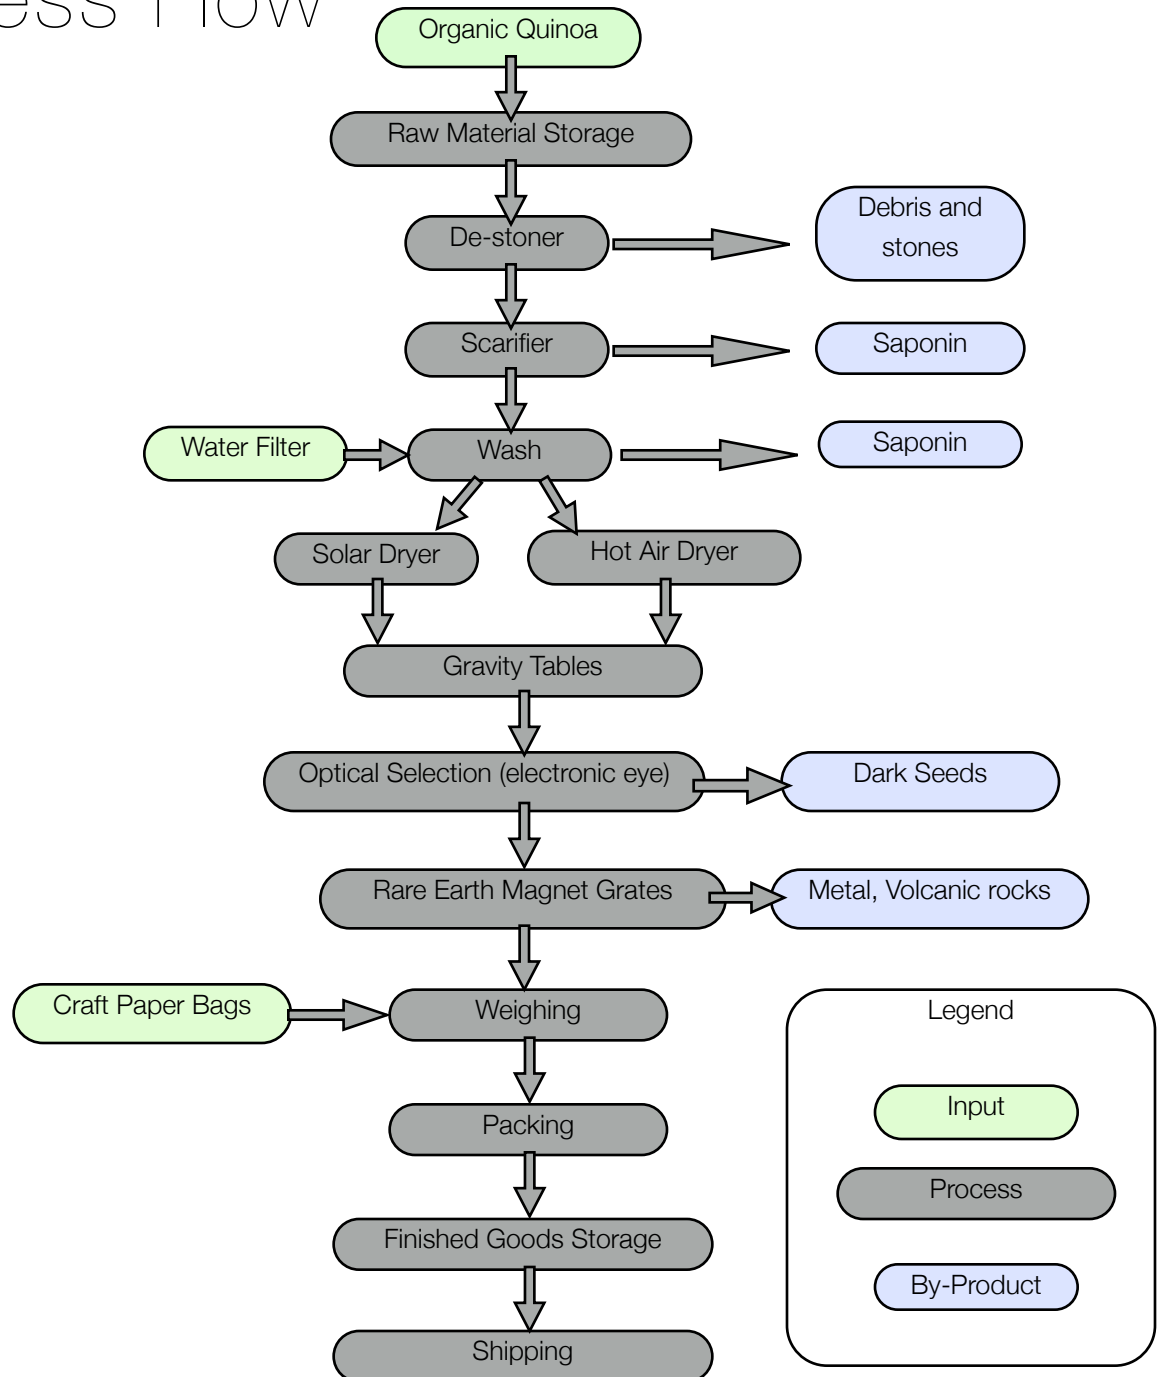 ess Flow
Organic Quinoa
Raw Material Storage
De-stoner
Debris and
stones
Scarifier
Saponin
Water Filter
Wash
Saponin
Solar Dryer
Hot Air Dryer
Gravity Tables
Optical Selection (electronic eye)
Dark Seeds
Rare Earth Magnet Grates
Metal, Volcanic rocks
Craft Paper Bags
Weighing
Packing
Finished Goods Storage
Shipping
Legend
Input
Process
By-Product